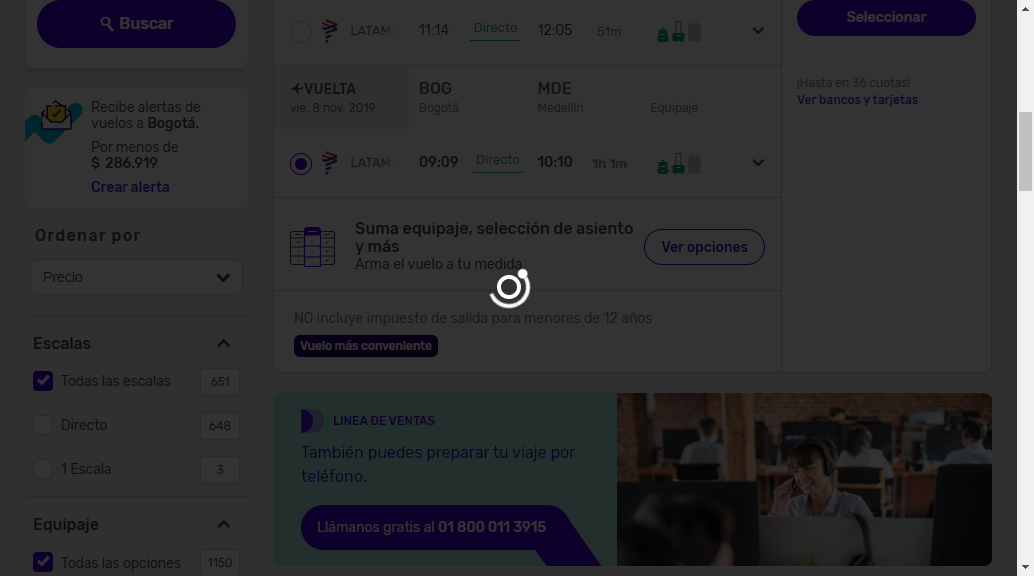 Buscar
Recibe alertas de
vuelos a Bogotá.
Por menos de
$ 286.919
Crear alerta
Ordenar por
Precio
Escalas
Todas las escalas 651
Directo 648
1 Escala 3
Equipaje
Todas las opciones 1150
LATAM 11:14 Directo 12:05 51m
VUELTA BOG MDE
vie. 8 nov. 2019 Bogotá Medellín Equipaje
LATAM 09:09 Directo 10:10 1h 1m
Suma equipaje, selección de asiento
y más
Arma el vuelo a tu medida
Ver opciones
NO incluye impuesto de salida para menores de 12 años
Vuelo más conveniente
Seleccionar
¡Hasta en 36 cuotas!
Ver bancos y tarjetas
LINEA DE VENTAS
También puedes preparar tu viaje por
teléfono.
Llámanos gratis al 01 800 011 3915